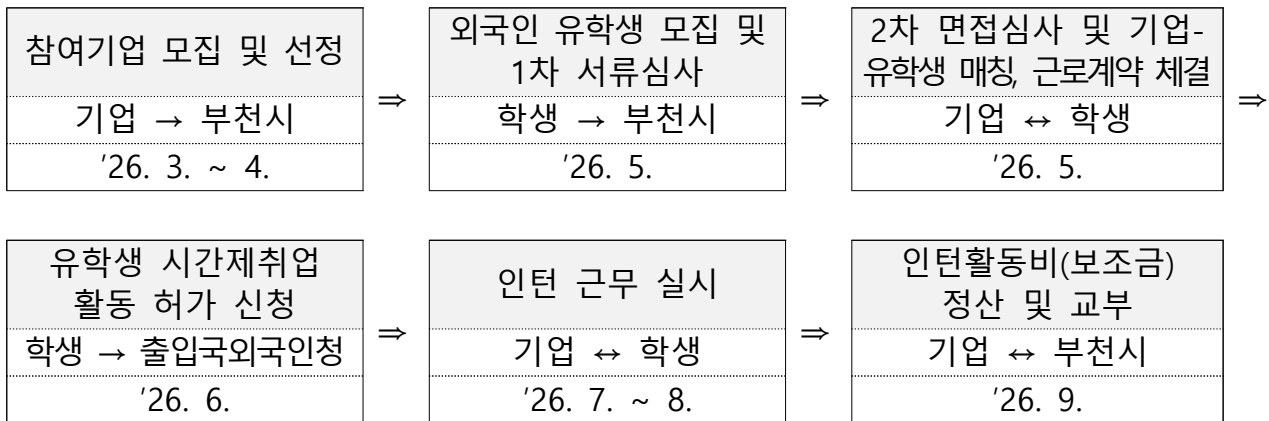 참여기업 모집 및 선정
기업 → 부천시
'26. 3. ~ 4.
⇒
외국인 유학생 모집 및
1차 서류심사
학생 → 부천시
'26. 5.
⇒
2차 면접심사 및 기업-
유학생 매칭, 근로계약 체결
기업 ↔ 학생
'26. 5.
⇒
유학생 시간제취업
활동 허가 신청
학생 → 출입국외국인청
'26. 6.
⇒
인턴 근무 실시
기업 ↔ 학생
'26. 7. ~ 8.
⇒
인턴활동비(보조금)
정산 및 교부
기업 ↔ 부천시
'26. 9.